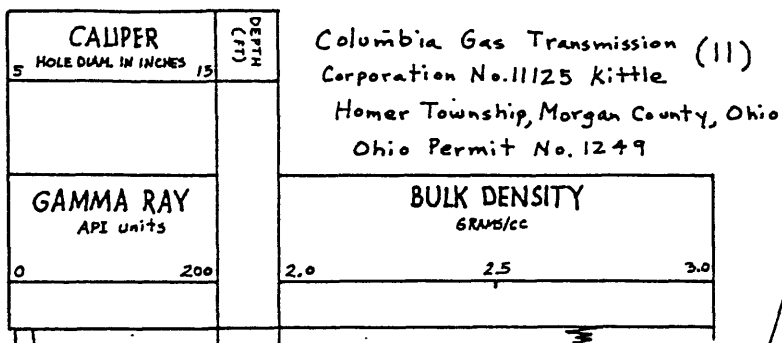 CALIPER
HOLE DIAM. IN INCHES
5 15
DEPTH
(FT)
Columbia Gas Transmission (11)
Corporation No. 11125 Kittle
Homer Township, Morgan County, Ohio
Ohio Permit No. 1249
GAMMA RAY
API units
0 200
BULK DENSITY
GRAMS/CC
2.0 2.5 3.0